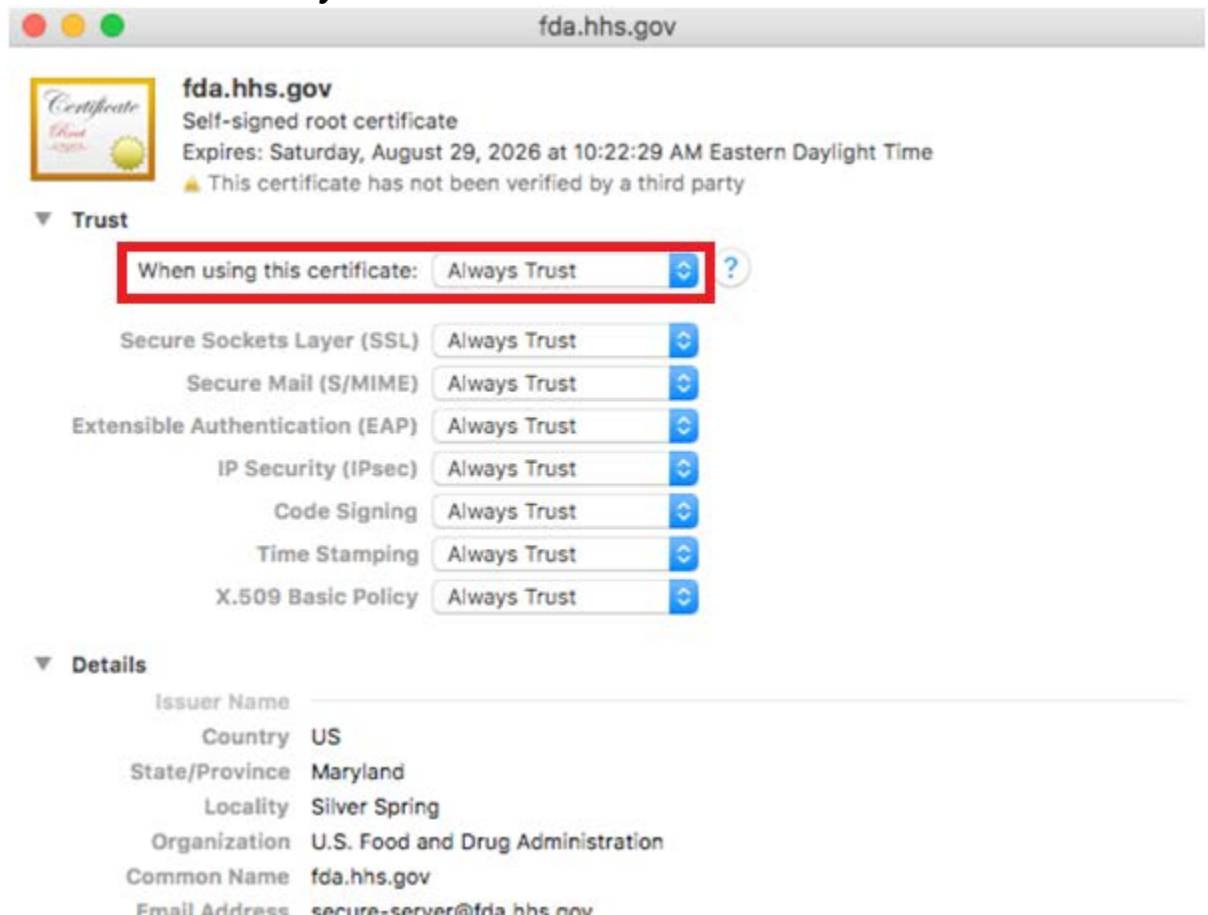 fda.hhs.gov
Certificate
Root
fda.hhs.gov
Self-signed root certificate
Expires: Saturday, August 29, 2026 at 10:22:29 AM Eastern Daylight Time
This certificate has not been verified by a third party
Trust
When using this certificate: Always Trust ?
Secure Sockets Layer (SSL) Always Trust
Secure Mail (S/MIME) Always Trust
Extensible Authentication (EAP) Always Trust
IP Security (IPsec) Always Trust
Code Signing Always Trust
Time Stamping Always Trust
X.509 Basic Policy Always Trust
Details
Issuer Name
Country US
State/Province Maryland
Locality Silver Spring
Organization U.S. Food and Drug Administration
Common Name fda.hhs.gov
Email Address secure-server@fda.hhs.gov